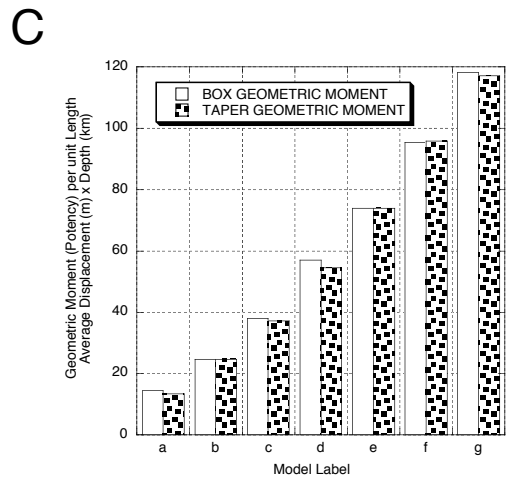 C
120
100
80
60
40
20
0
Geometric Moment (Potency) per unit Length
Average Displacement (m) x Depth (km)
BOX GEOMETRIC MOMENT
TAPER GEOMETRIC MOMENT
a b c d e f g
Model Label